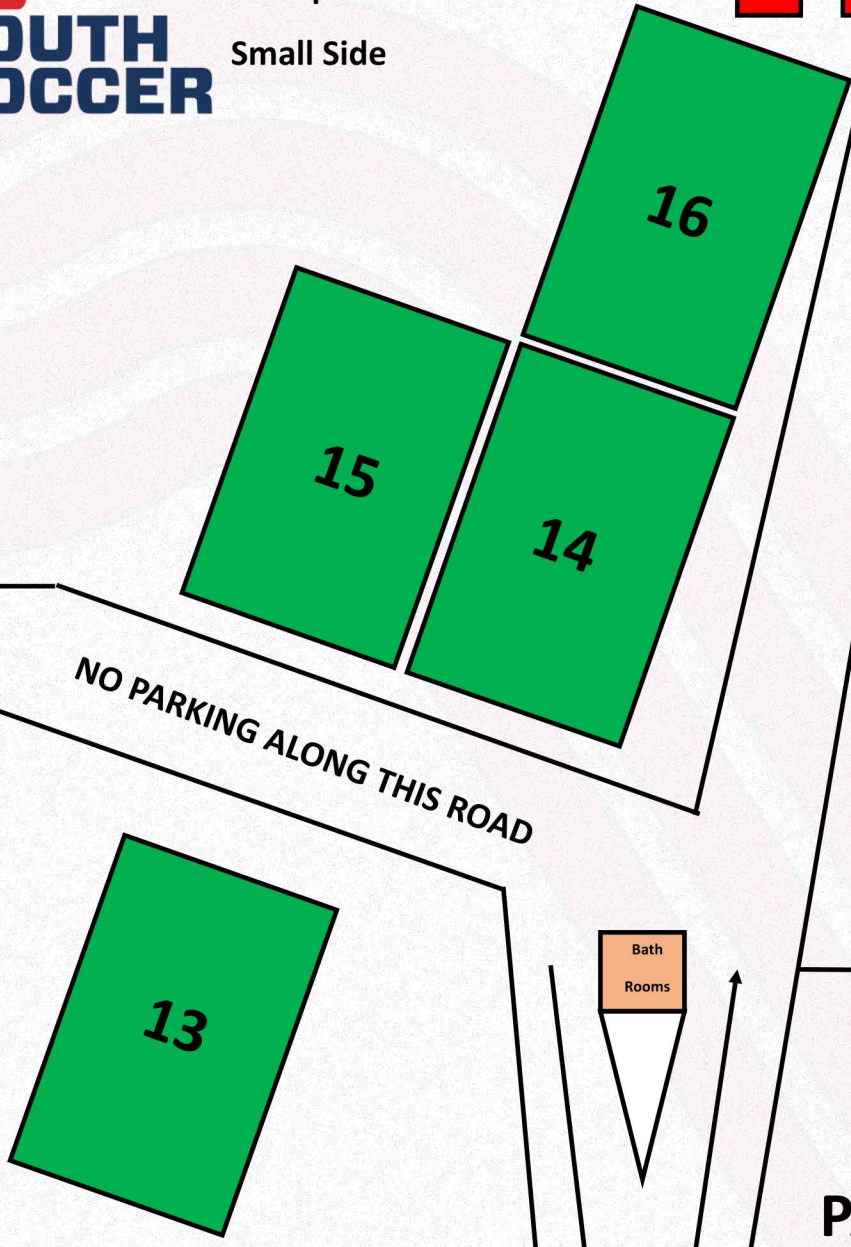 OUTH
OCCER
Small Side
16
15
14
NO PARKING ALONG THIS ROAD
13
Bath
Rooms
P